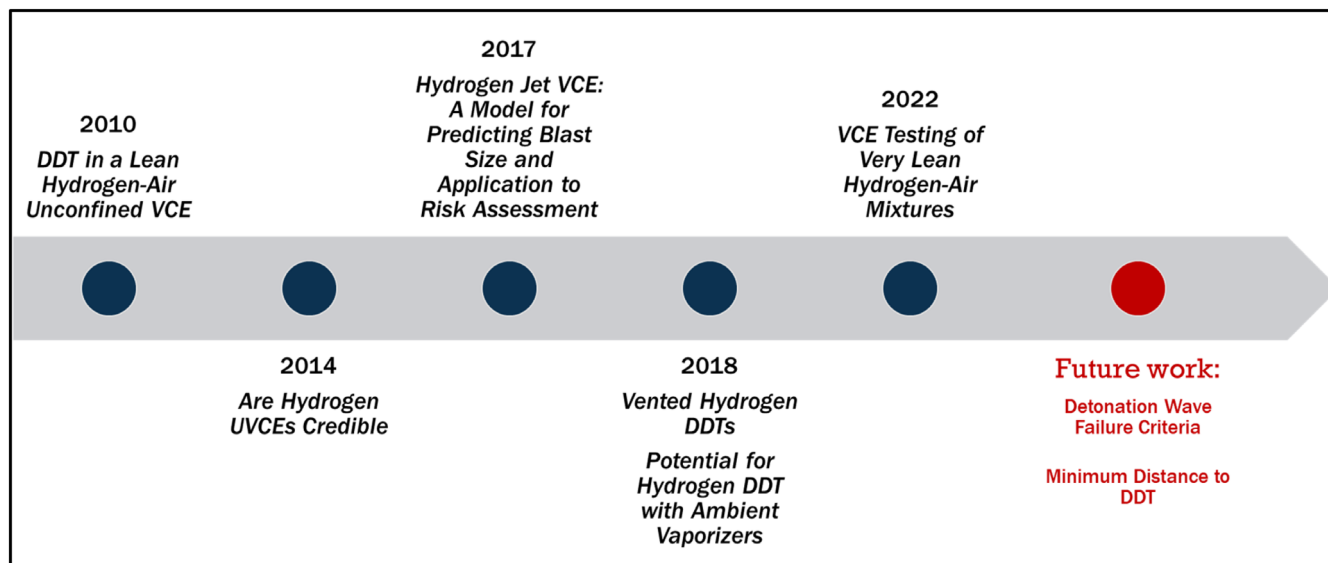 2010
DDT in a Lean
Hydrogen-Air
Unconfined VCE
2014
Are Hydrogen
UVCEs Credible
2017
Hydrogen Jet VCE:
A Model for
Predicting Blast
Size and
Application to
Risk Assessment
2018
Vented Hydrogen
DDTs
Potential for
Hydrogen DDT
with Ambient
Vaporizers
2022
VCE Testing of
Very Lean
Hydrogen-Air
Mixtures
Future work:
Detonation Wave
Failure Criteria
Minimum Distance to
DDT